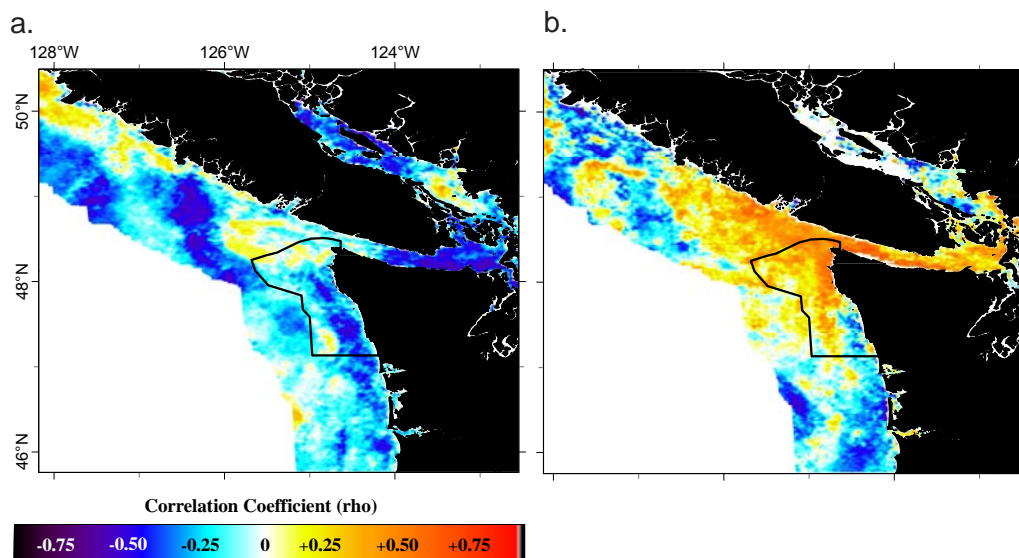 a.
b.
128°W 126°W 124°W
50°N
48°N
46°N
Correlation Coefficient (rho)
-0.75 -0.50 -0.25 0 +0.25 +0.50 +0.75